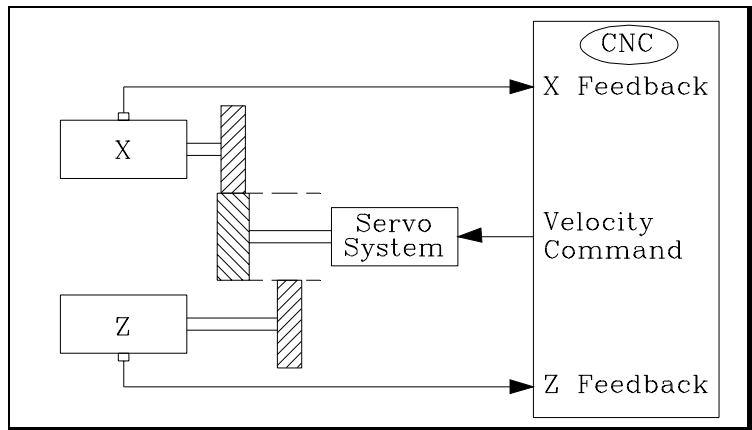 CNC
X Feedback
X
Servo
System
Velocity
Command
Z
Z Feedback